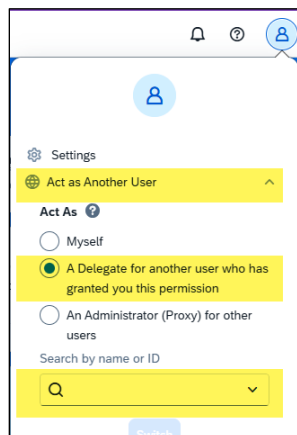 Settings
Act as Another User
Act As
Myself
A Delegate for another user who has
granted you this permission
An Administrator (Proxy) for other
users
Search by name or ID
Switch